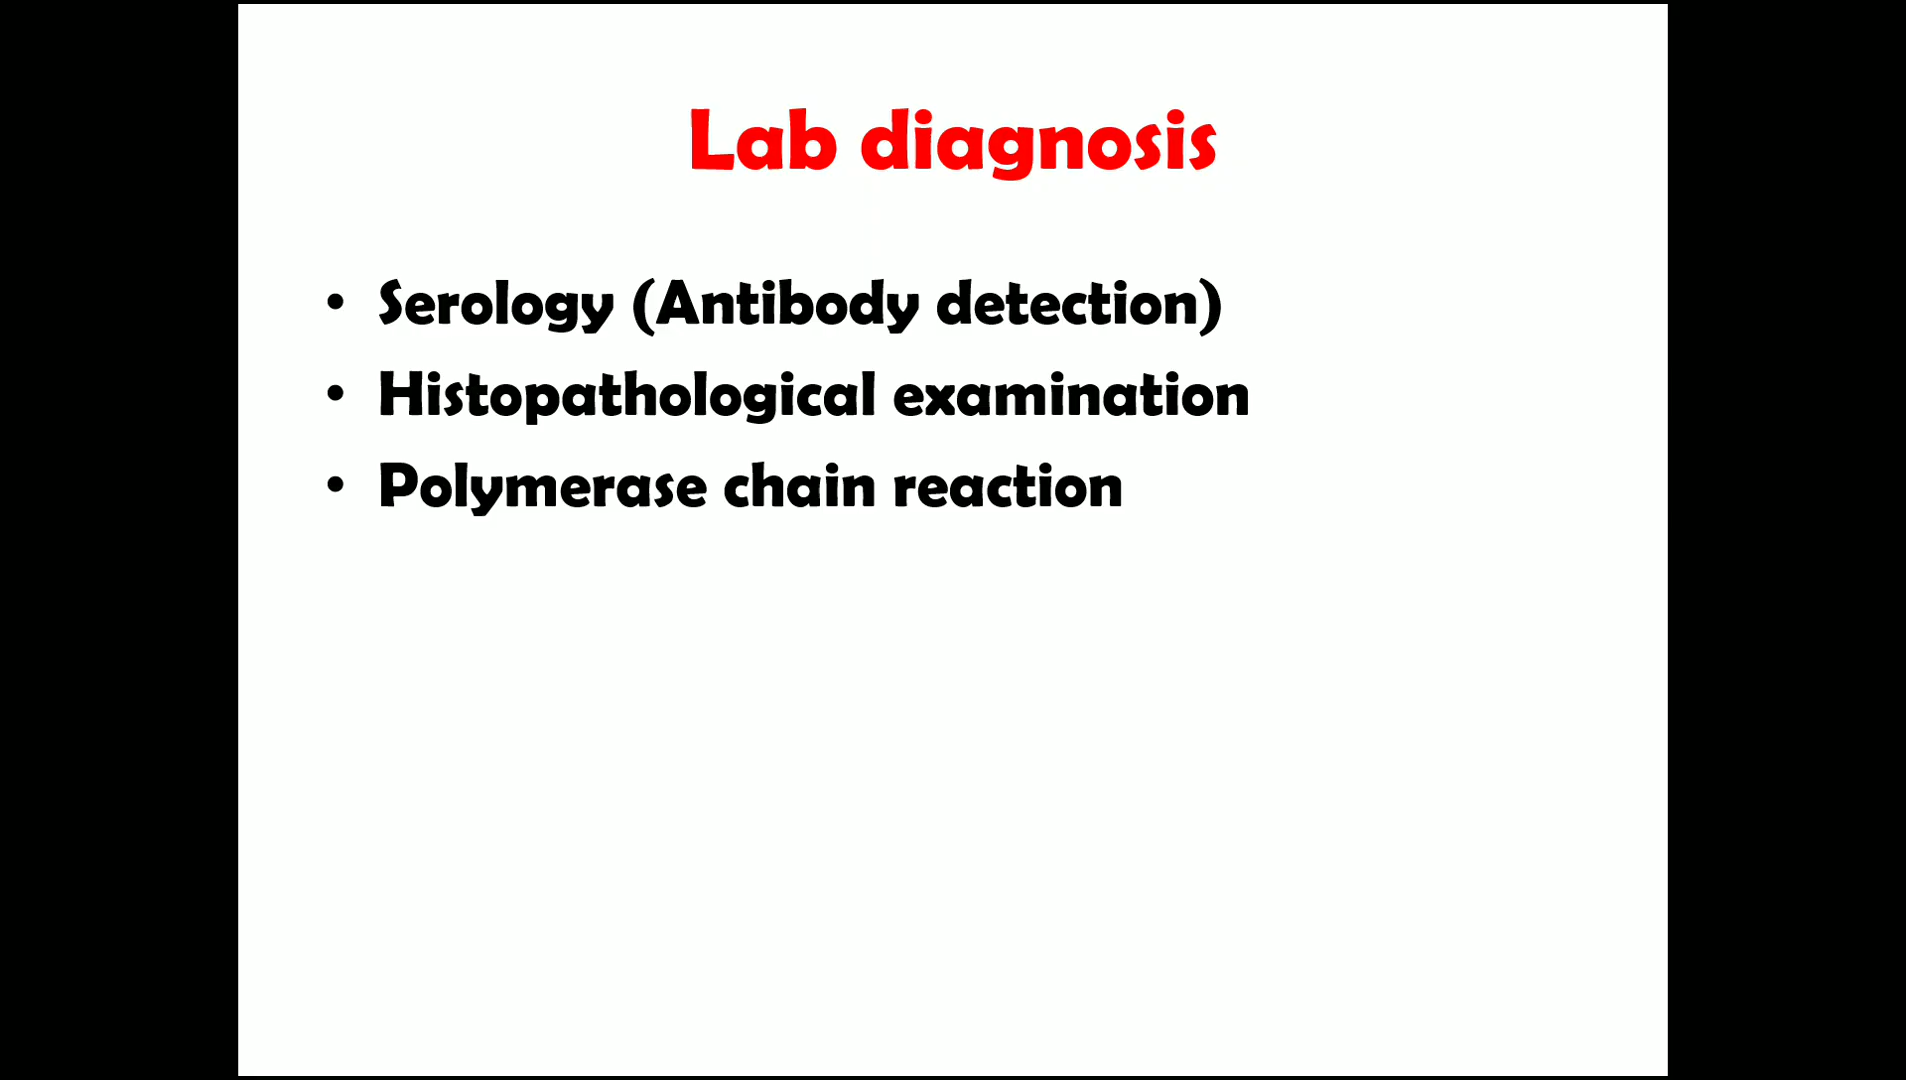 Lab diagnosis
• Serology (Antibody detection)
• Histopathological examination
• Polymerase chain reaction